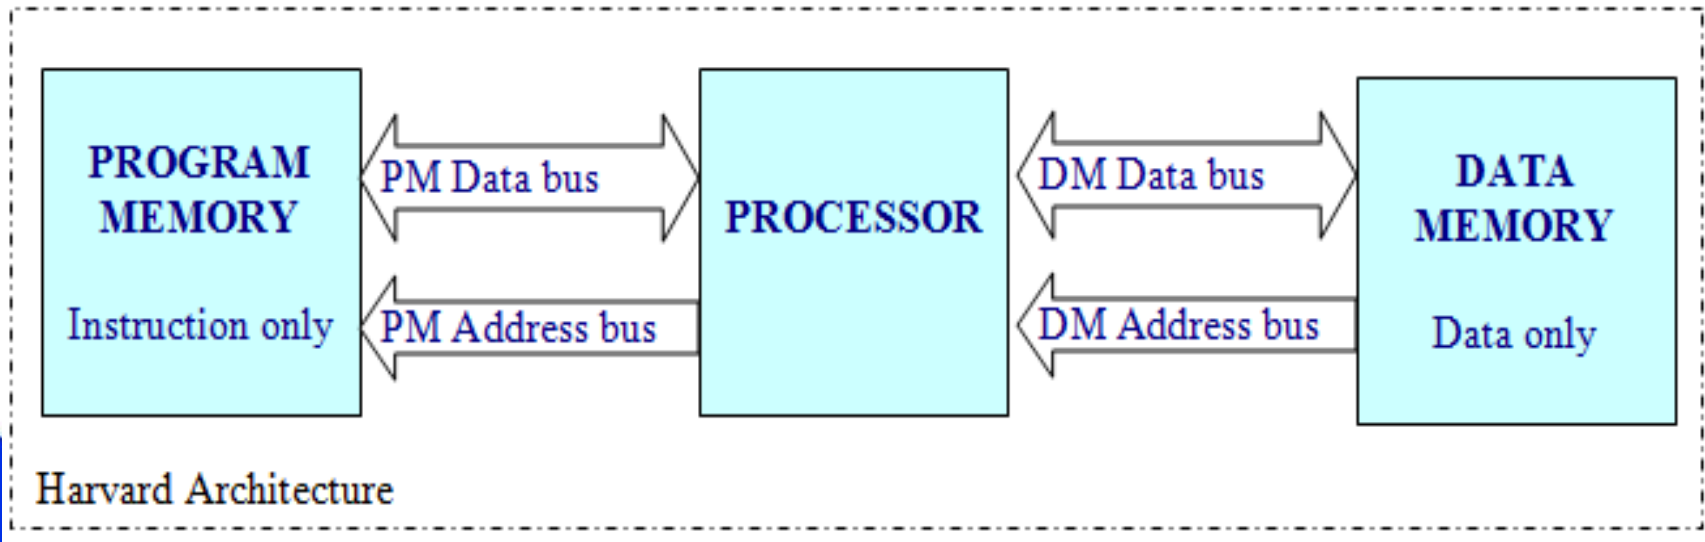 PROGRAM
MEMORY
Instruction only
PM Data bus
PM Address bus
PROCESSOR
DM Data bus
DM Address bus
DATA
MEMORY
Data only
Harvard Architecture